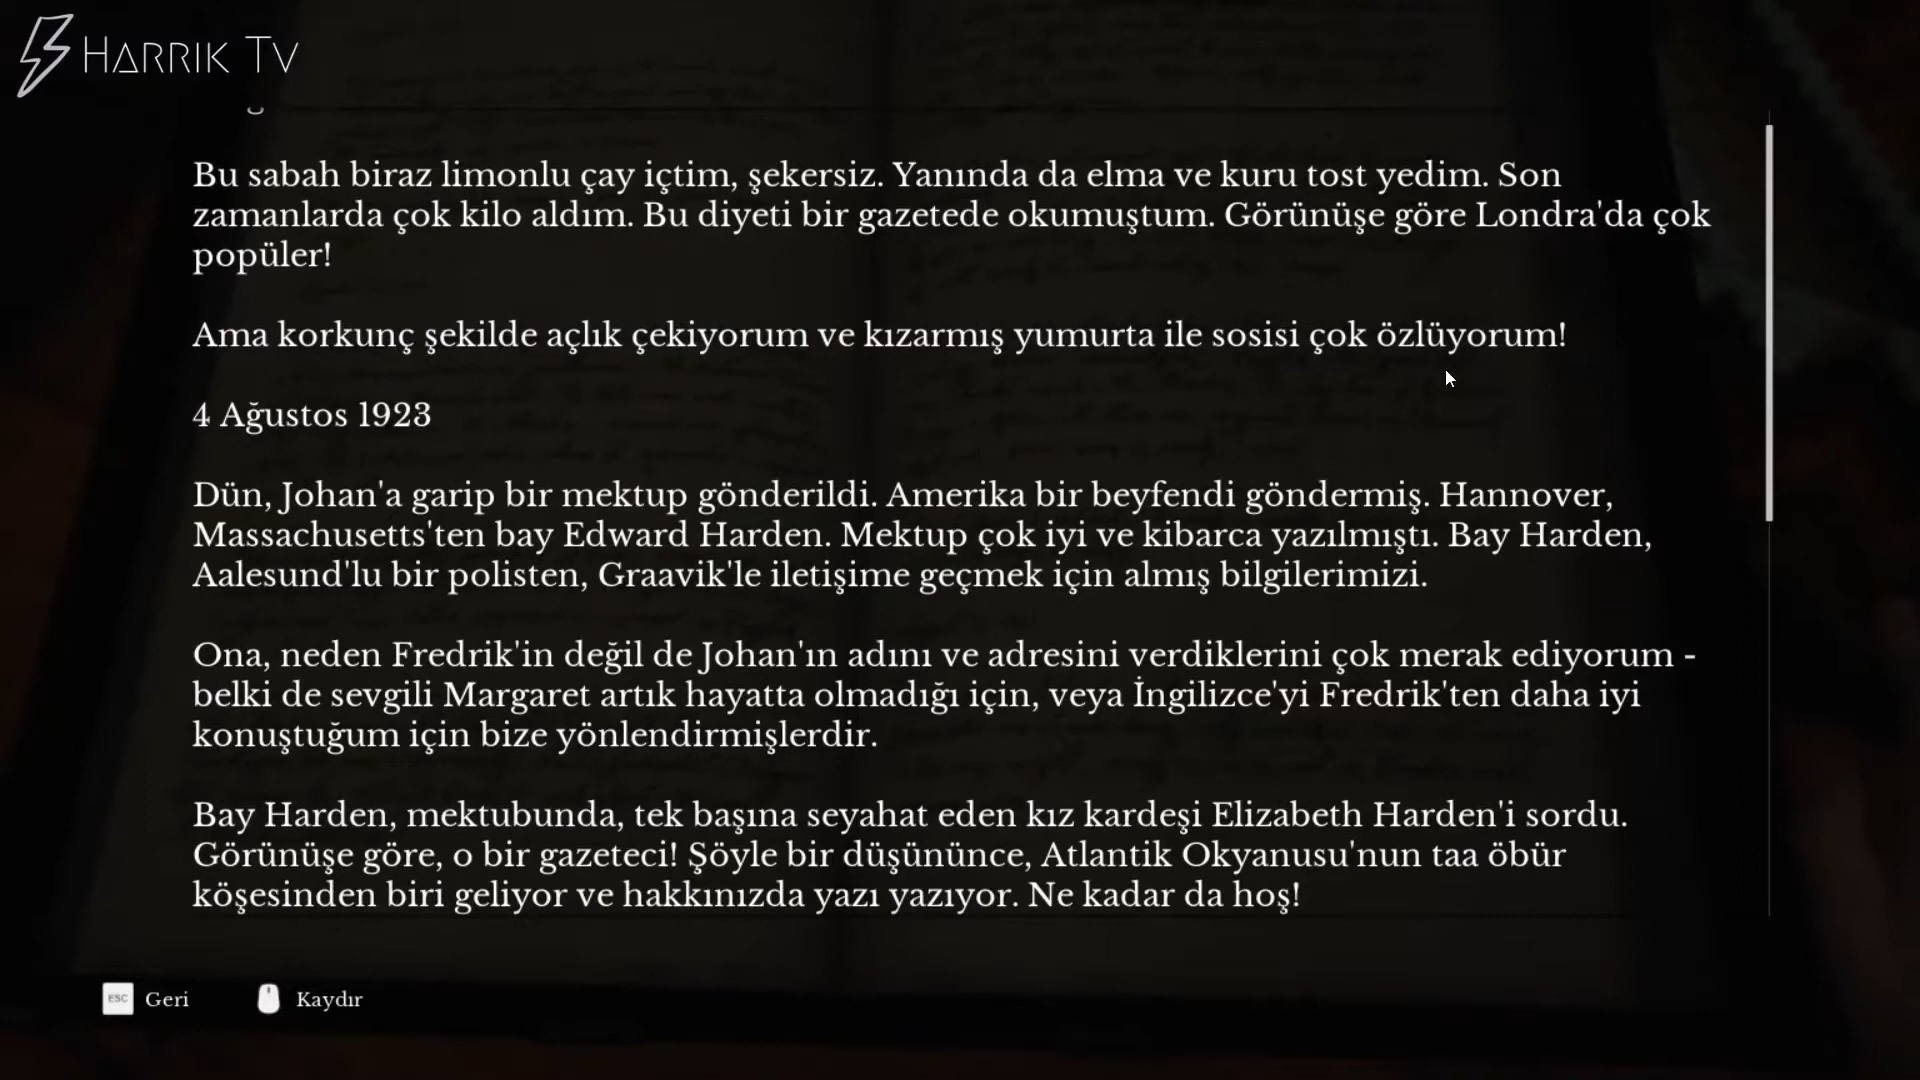 HARRIK TV
Bu sabah biraz limonlu çay içtim, şekersiz. Yanında da elma ve kuru tost yedim. Son
zamanlarda çok kilo aldım. Bu diyeti bir gazetede okumuştum. Görünüşe göre Londra'da çok
popüler!
Ama korkunç şekilde açlık çekiyorum ve kızarmış yumurta ile sosisi çok özlüyorum!
4 Ağustos 1923
Dün, Johan'a garip bir mektup gönderildi. Amerika bir beyfendi göndermiş. Hannover,
Massachusetts'ten bay Edward Harden. Mektup çok iyi ve kibarca yazılmıştı. Bay Harden,
Aalesund'lu bir polisten, Graavik'le iletişime geçmek için almış bilgilerimizi.
Ona, neden Fredrik'in değil de Johan'ın adını ve adresini verdiklerini çok merak ediyorum -
belki de sevgili Margaret artık hayatta olmadığı için, veya İngilizce'yi Fredrik'ten daha iyi
konuştuğum için bize yönlendirmişlerdir.
Bay Harden, mektubunda, tek başına seyahat eden kız kardeşi Elizabeth Harden'i sordu.
Görünüşe göre, o bir gazeteci! Şöyle bir düşününce, Atlantik Okyanusu'nun taa öbür
köşesinden biri geliyor ve hakkınızda yazı yazıyor. Ne kadar da hoş!
ESC Geri Kaydır